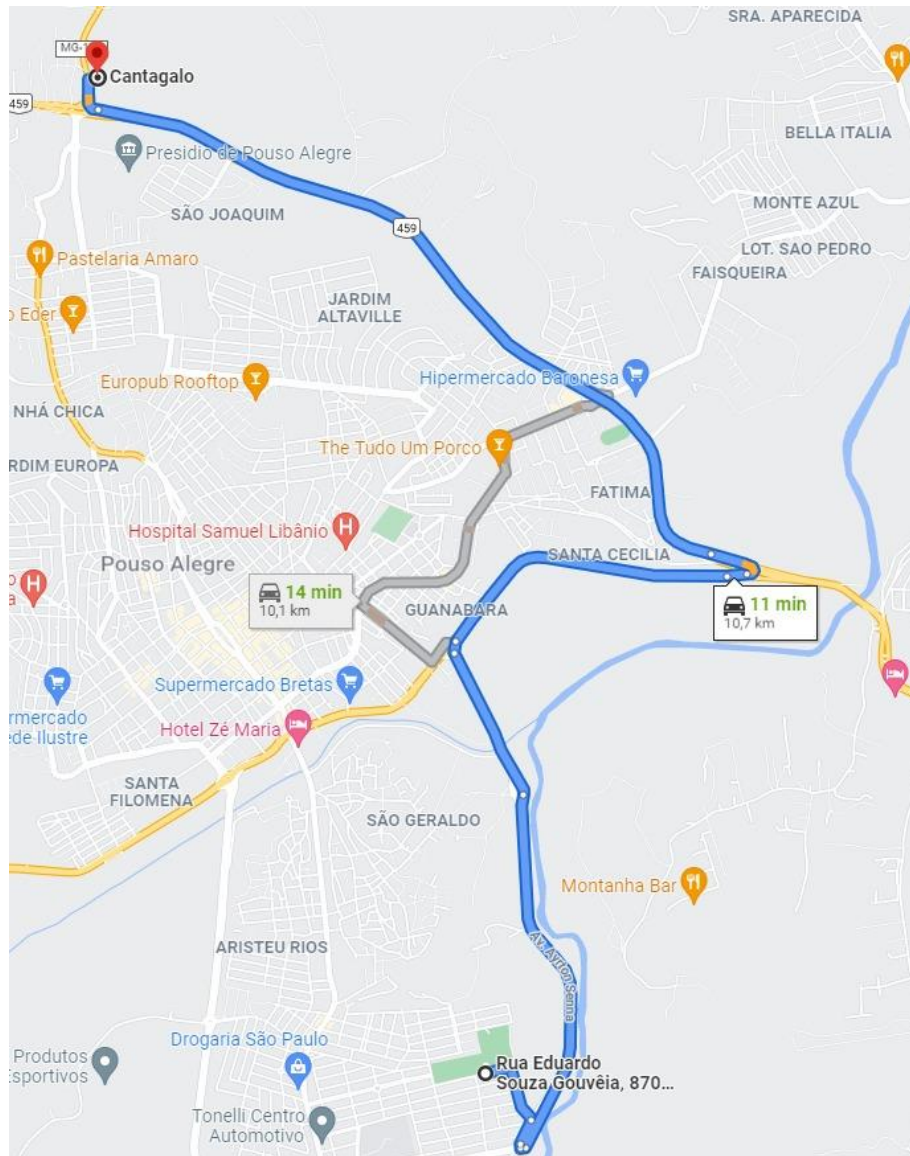 SRA. APARECIDA
MG-1
Cantagalo
459
BELLA ITALIA
Presidio de Pouso Alegre
MONTE AZUL
SÃO JOAQUIM
459
LOT. SAO PEDRO
Pastelaria Amaro
FAISQUEIRA
JARDIM
ALTAVILLE
o Eder
Europub Rooftop
Hipermercado Baronesa
NHÁ CHICA
The Tudo Um Porco
RDIM EUROPA
FATIMA
Hospital Samuel Libânio
H
SANTA CECILIA
Pouso Alegre
H
14 min
10,1 km
GUANABARA
11 min
10,7 km
Supermercado Bretas
rmercado
ede Ilustre
Hotel Zé Maria
SANTA
FILOMENA
SÃO GERALDO
Montanha Bar
Av. Ayrton Senna
ARISTEU RIOS
Drogaria São Paulo
Produtos
Esportivos
Rua Eduardo
Souza Gouvêia, 870...
Tonelli Centro
Automotivo